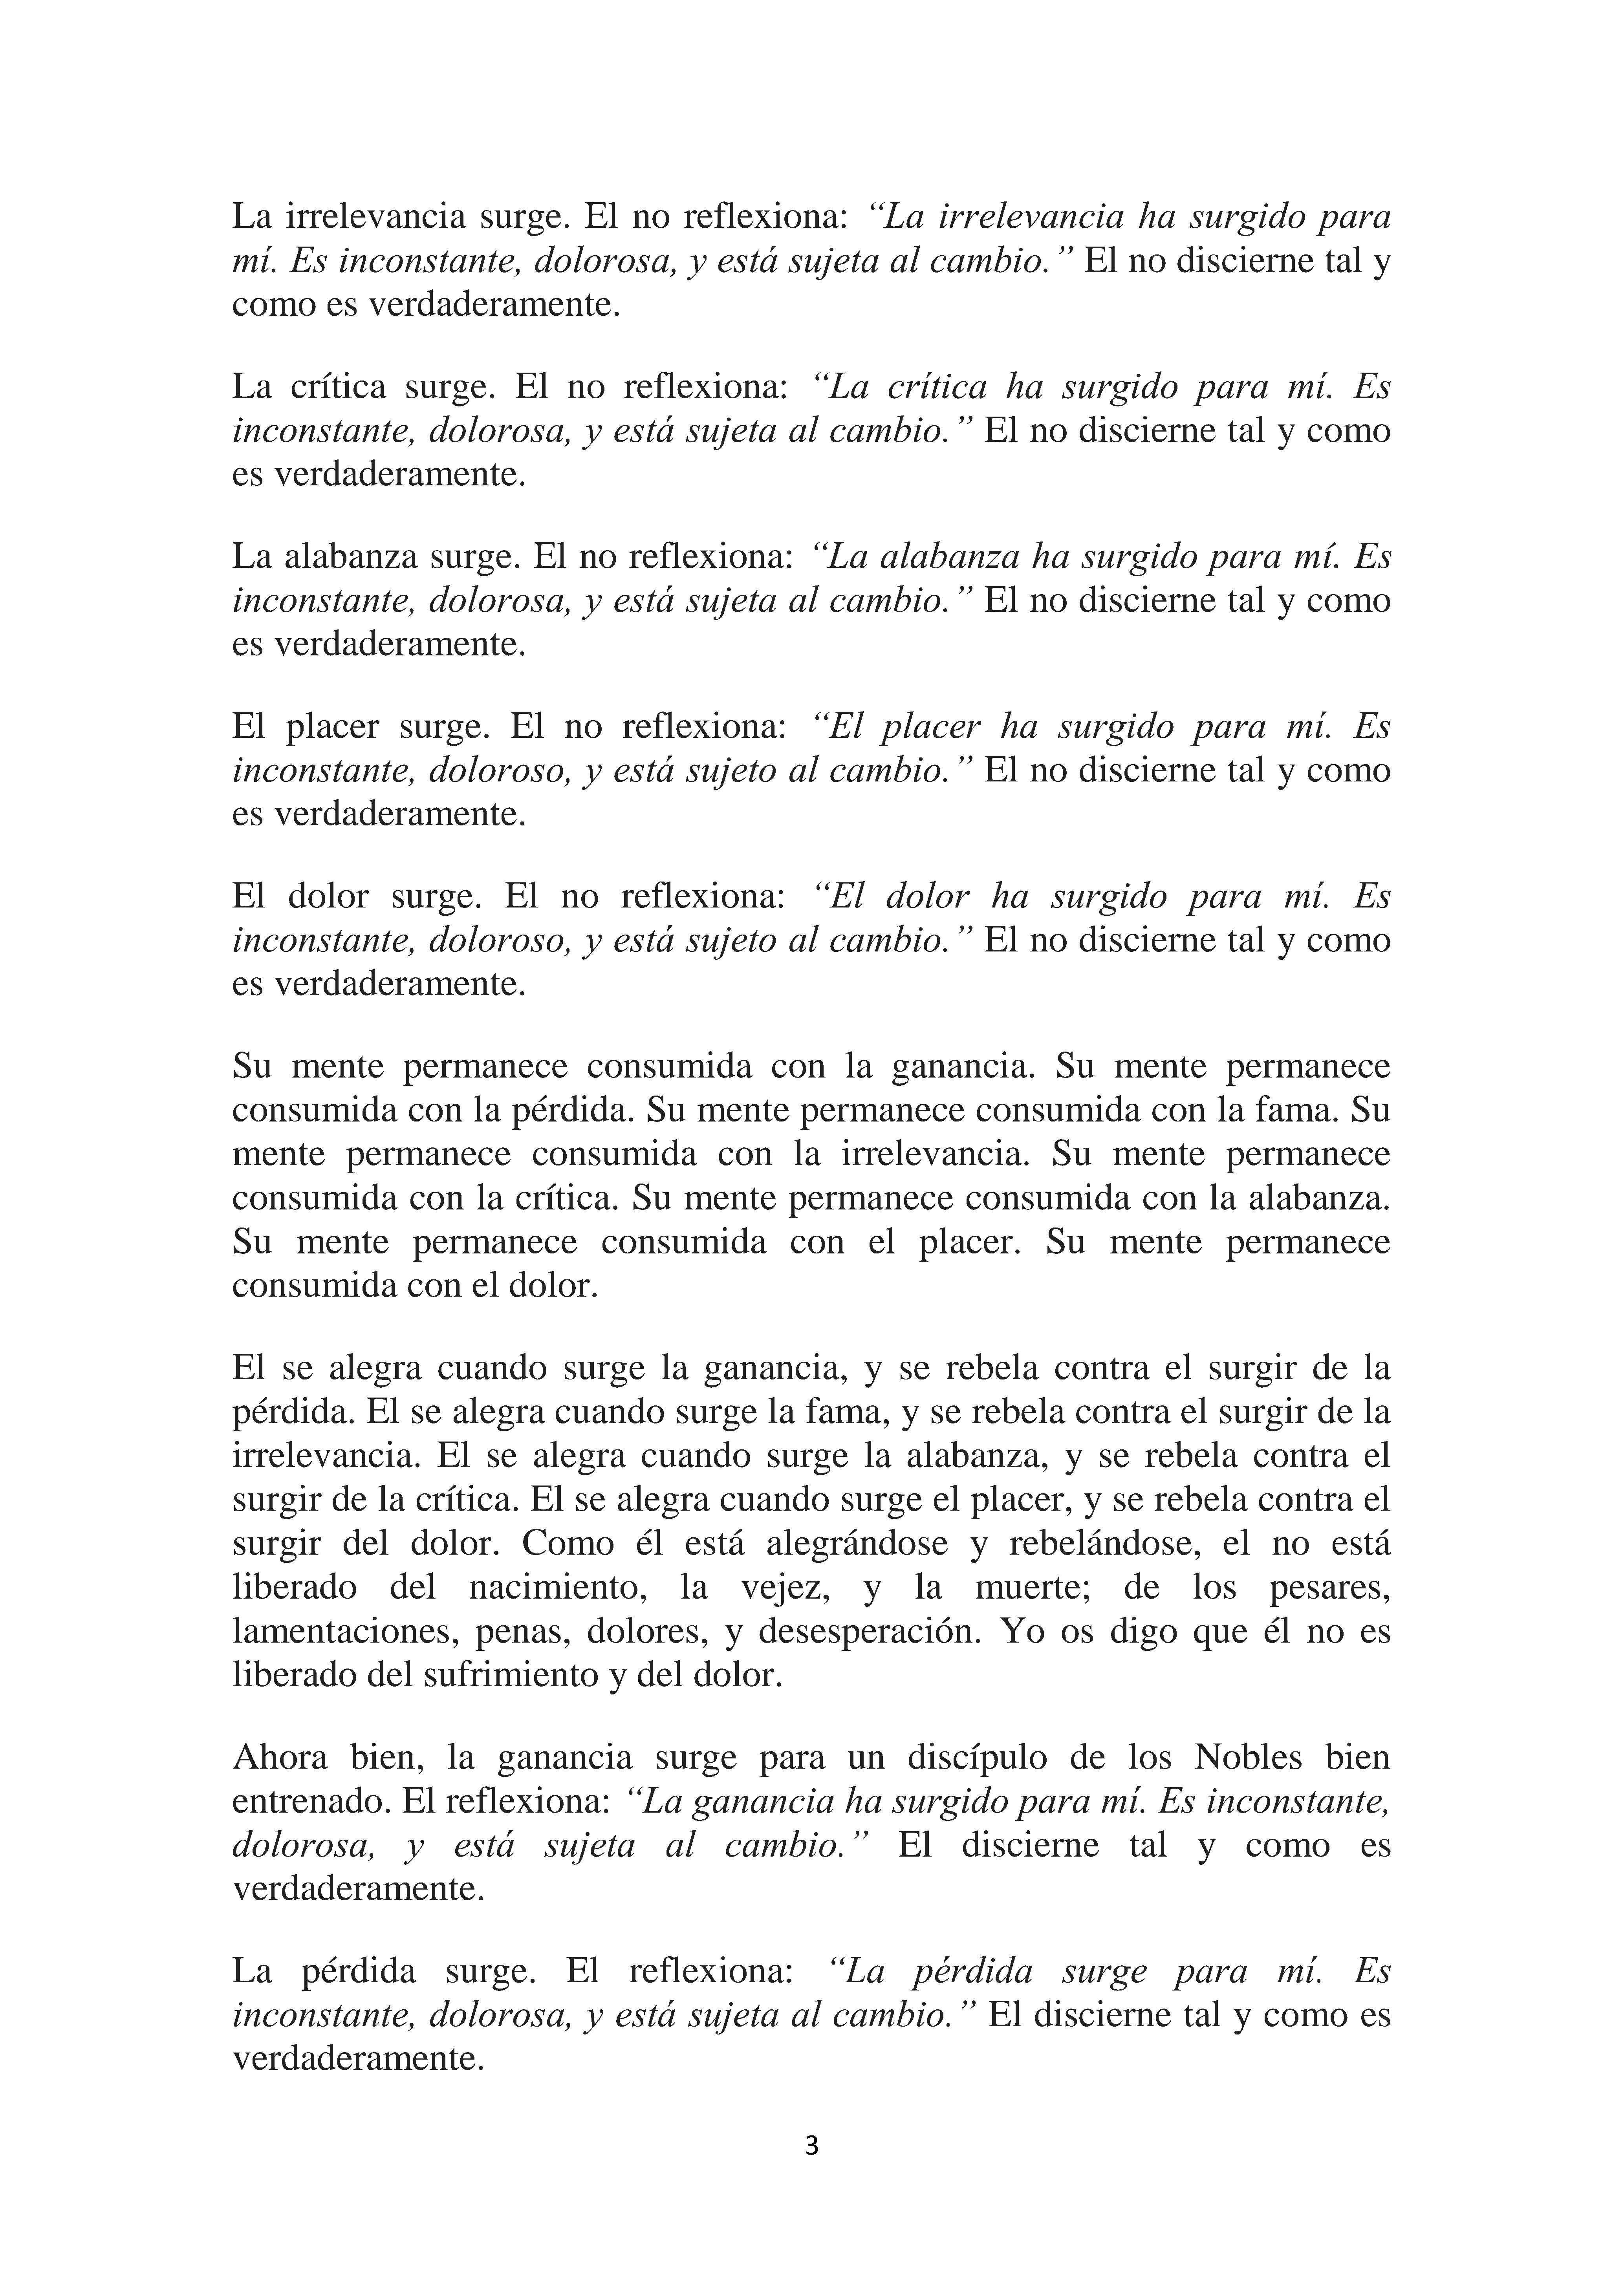 La irrelevancia surge. El no reflexiona: “La irrelevancia ha surgido para
mí. Es inconstante, dolorosa, y está sujeta al cambio.” El no discierne tal y
como es verdaderamente.
La crítica surge. El no reflexiona: “La crítica ha surgido para mí. Es
inconstante, dolorosa, y está sujeta al cambio.” El no discierne tal y como
es verdaderamente.
La alabanza surge. El no reflexiona: “La alabanza ha surgido para mí. Es
inconstante, dolorosa, y está sujeta al cambio.” El no discierne tal y como
es verdaderamente.
El placer surge. El no reflexiona: “El placer ha surgido para mí. Es
inconstante, doloroso, y está sujeto al cambio.” El no discierne tal y como
es verdaderamente.
El dolor surge. El no reflexiona: “El dolor ha surgido para mí. Es
inconstante, doloroso, y está sujeto al cambio.” El no discierne tal y como
es verdaderamente.
Su mente permanece consumida con la ganancia. Su mente permanece
consumida con la pérdida. Su mente permanece consumida con la fama. Su
mente permanece consumida con la irrelevancia. Su mente permanece
consumida con la crítica. Su mente permanece consumida con la alabanza.
Su mente permanece consumida con el placer. Su mente permanece
consumida con el dolor.
El se alegra cuando surge la ganancia, y se rebela contra el surgir de la
pérdida. El se alegra cuando surge la fama, y se rebela contra el surgir de la
irrelevancia. El se alegra cuando surge la alabanza, y se rebela contra el
surgir de la crítica. El se alegra cuando surge el placer, y se rebela contra el
surgir del dolor. Como él está alegrándose y rebelándose, el no está
liberado del nacimiento, la vejez, y la muerte; de los pesares,
lamentaciones, penas, dolores, y desesperación. Yo os digo que él no es
liberado del sufrimiento y del dolor.
Ahora bien, la ganancia surge para un discípulo de los Nobles bien
entrenado. El reflexiona: “La ganancia ha surgido para mí. Es inconstante,
dolorosa, y está sujeta al cambio.” El discierne tal y como es
verdaderamente.
La pérdida surge. El reflexiona: “La pérdida surge para mí. Es
inconstante, dolorosa, y está sujeta al cambio.” El discierne tal y como es
verdaderamente.
3